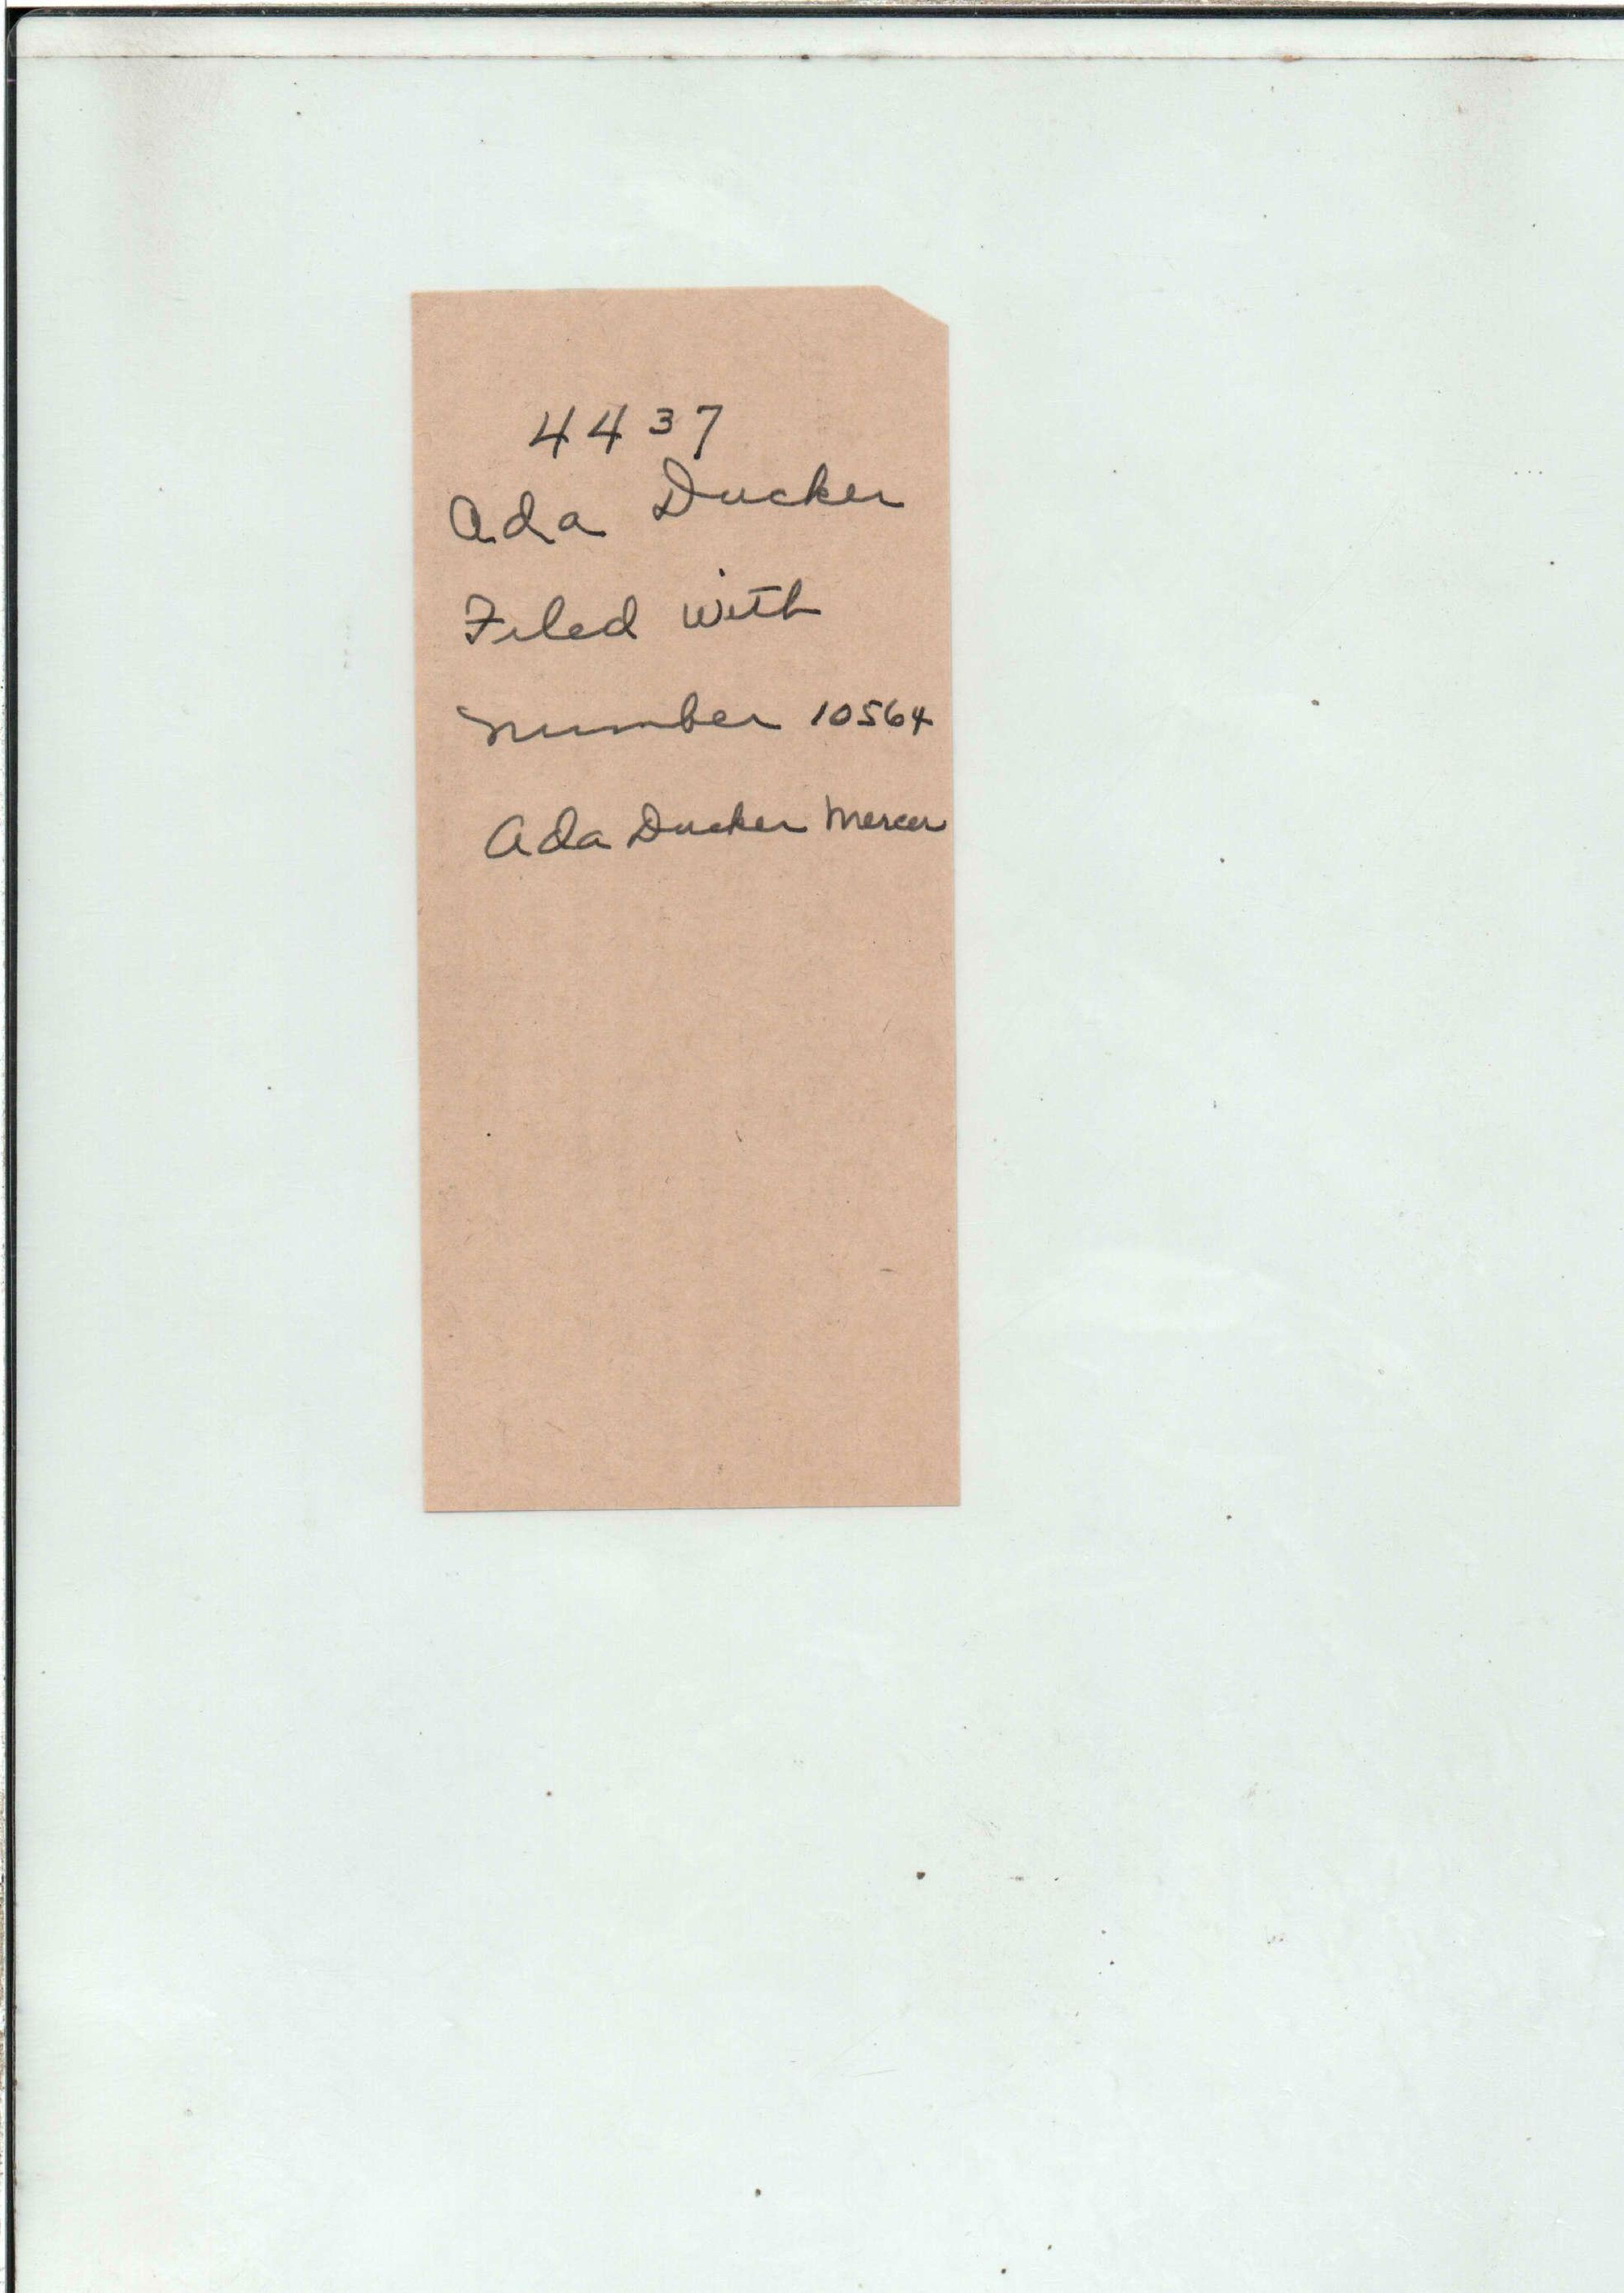 4437
Ada Ducker
Filed with
Number 10564
Ada Ducker Mercer